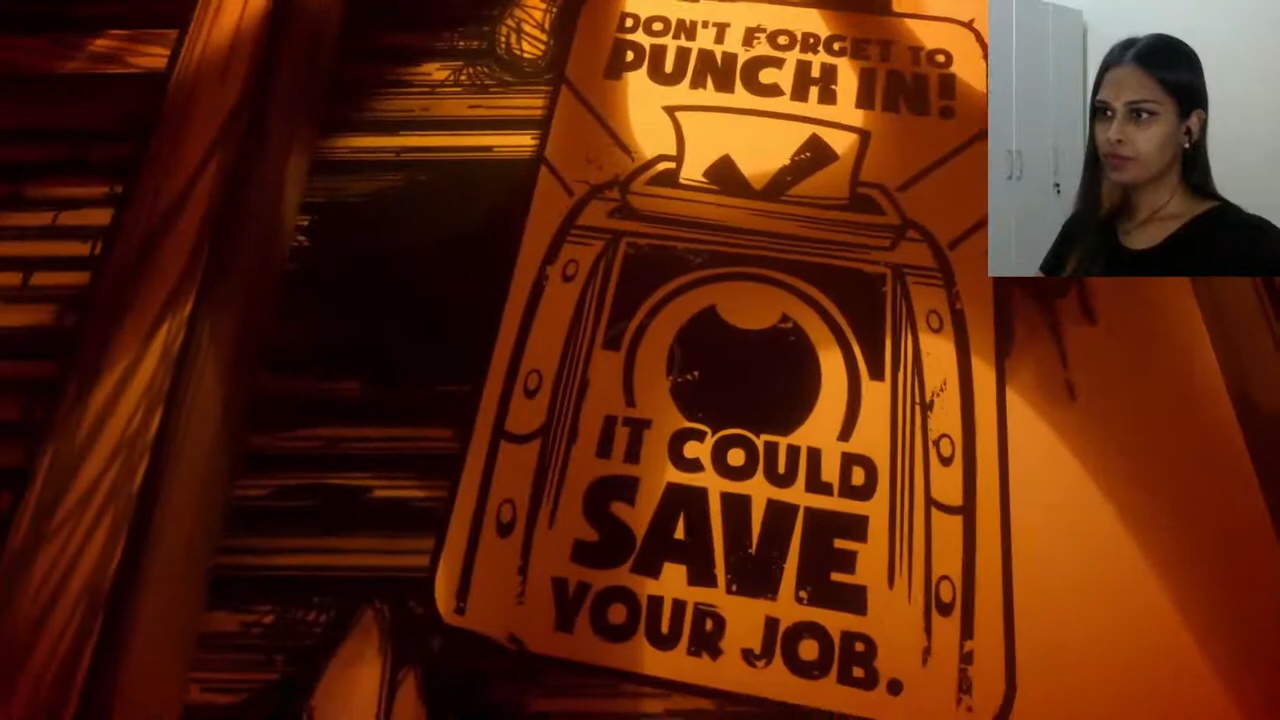 DON'T FORGET TO
PUNCH IN!
IT COULD
SAVE
YOUR JOB.